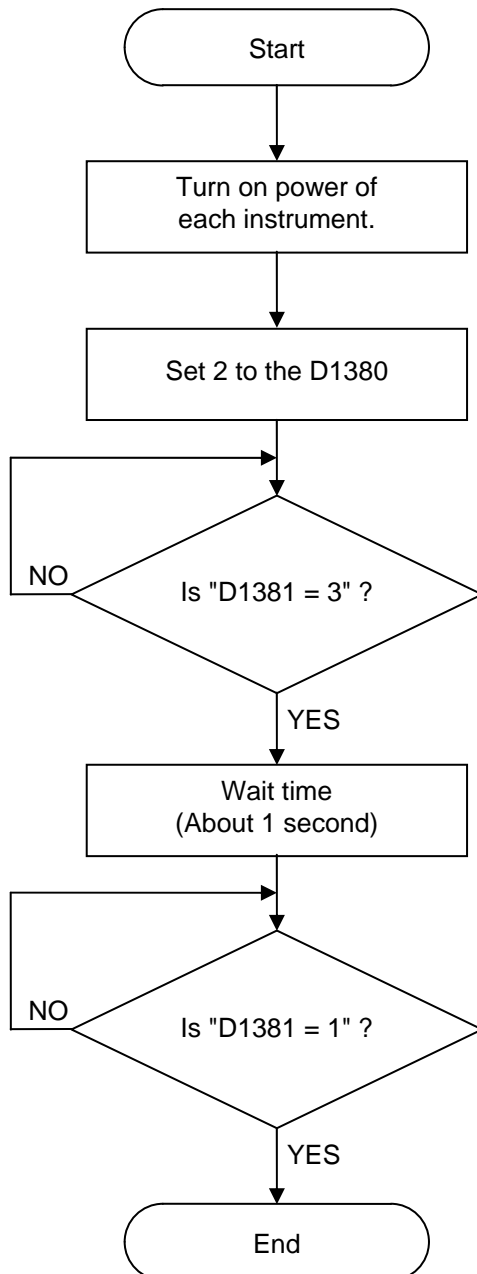 Start
Turn on power of
each instrument.
Set 2 to the D1380
NO
Is "D1381 = 3" ?
YES
Wait time
(About 1 second)
NO
Is "D1381 = 1" ?
YES
End